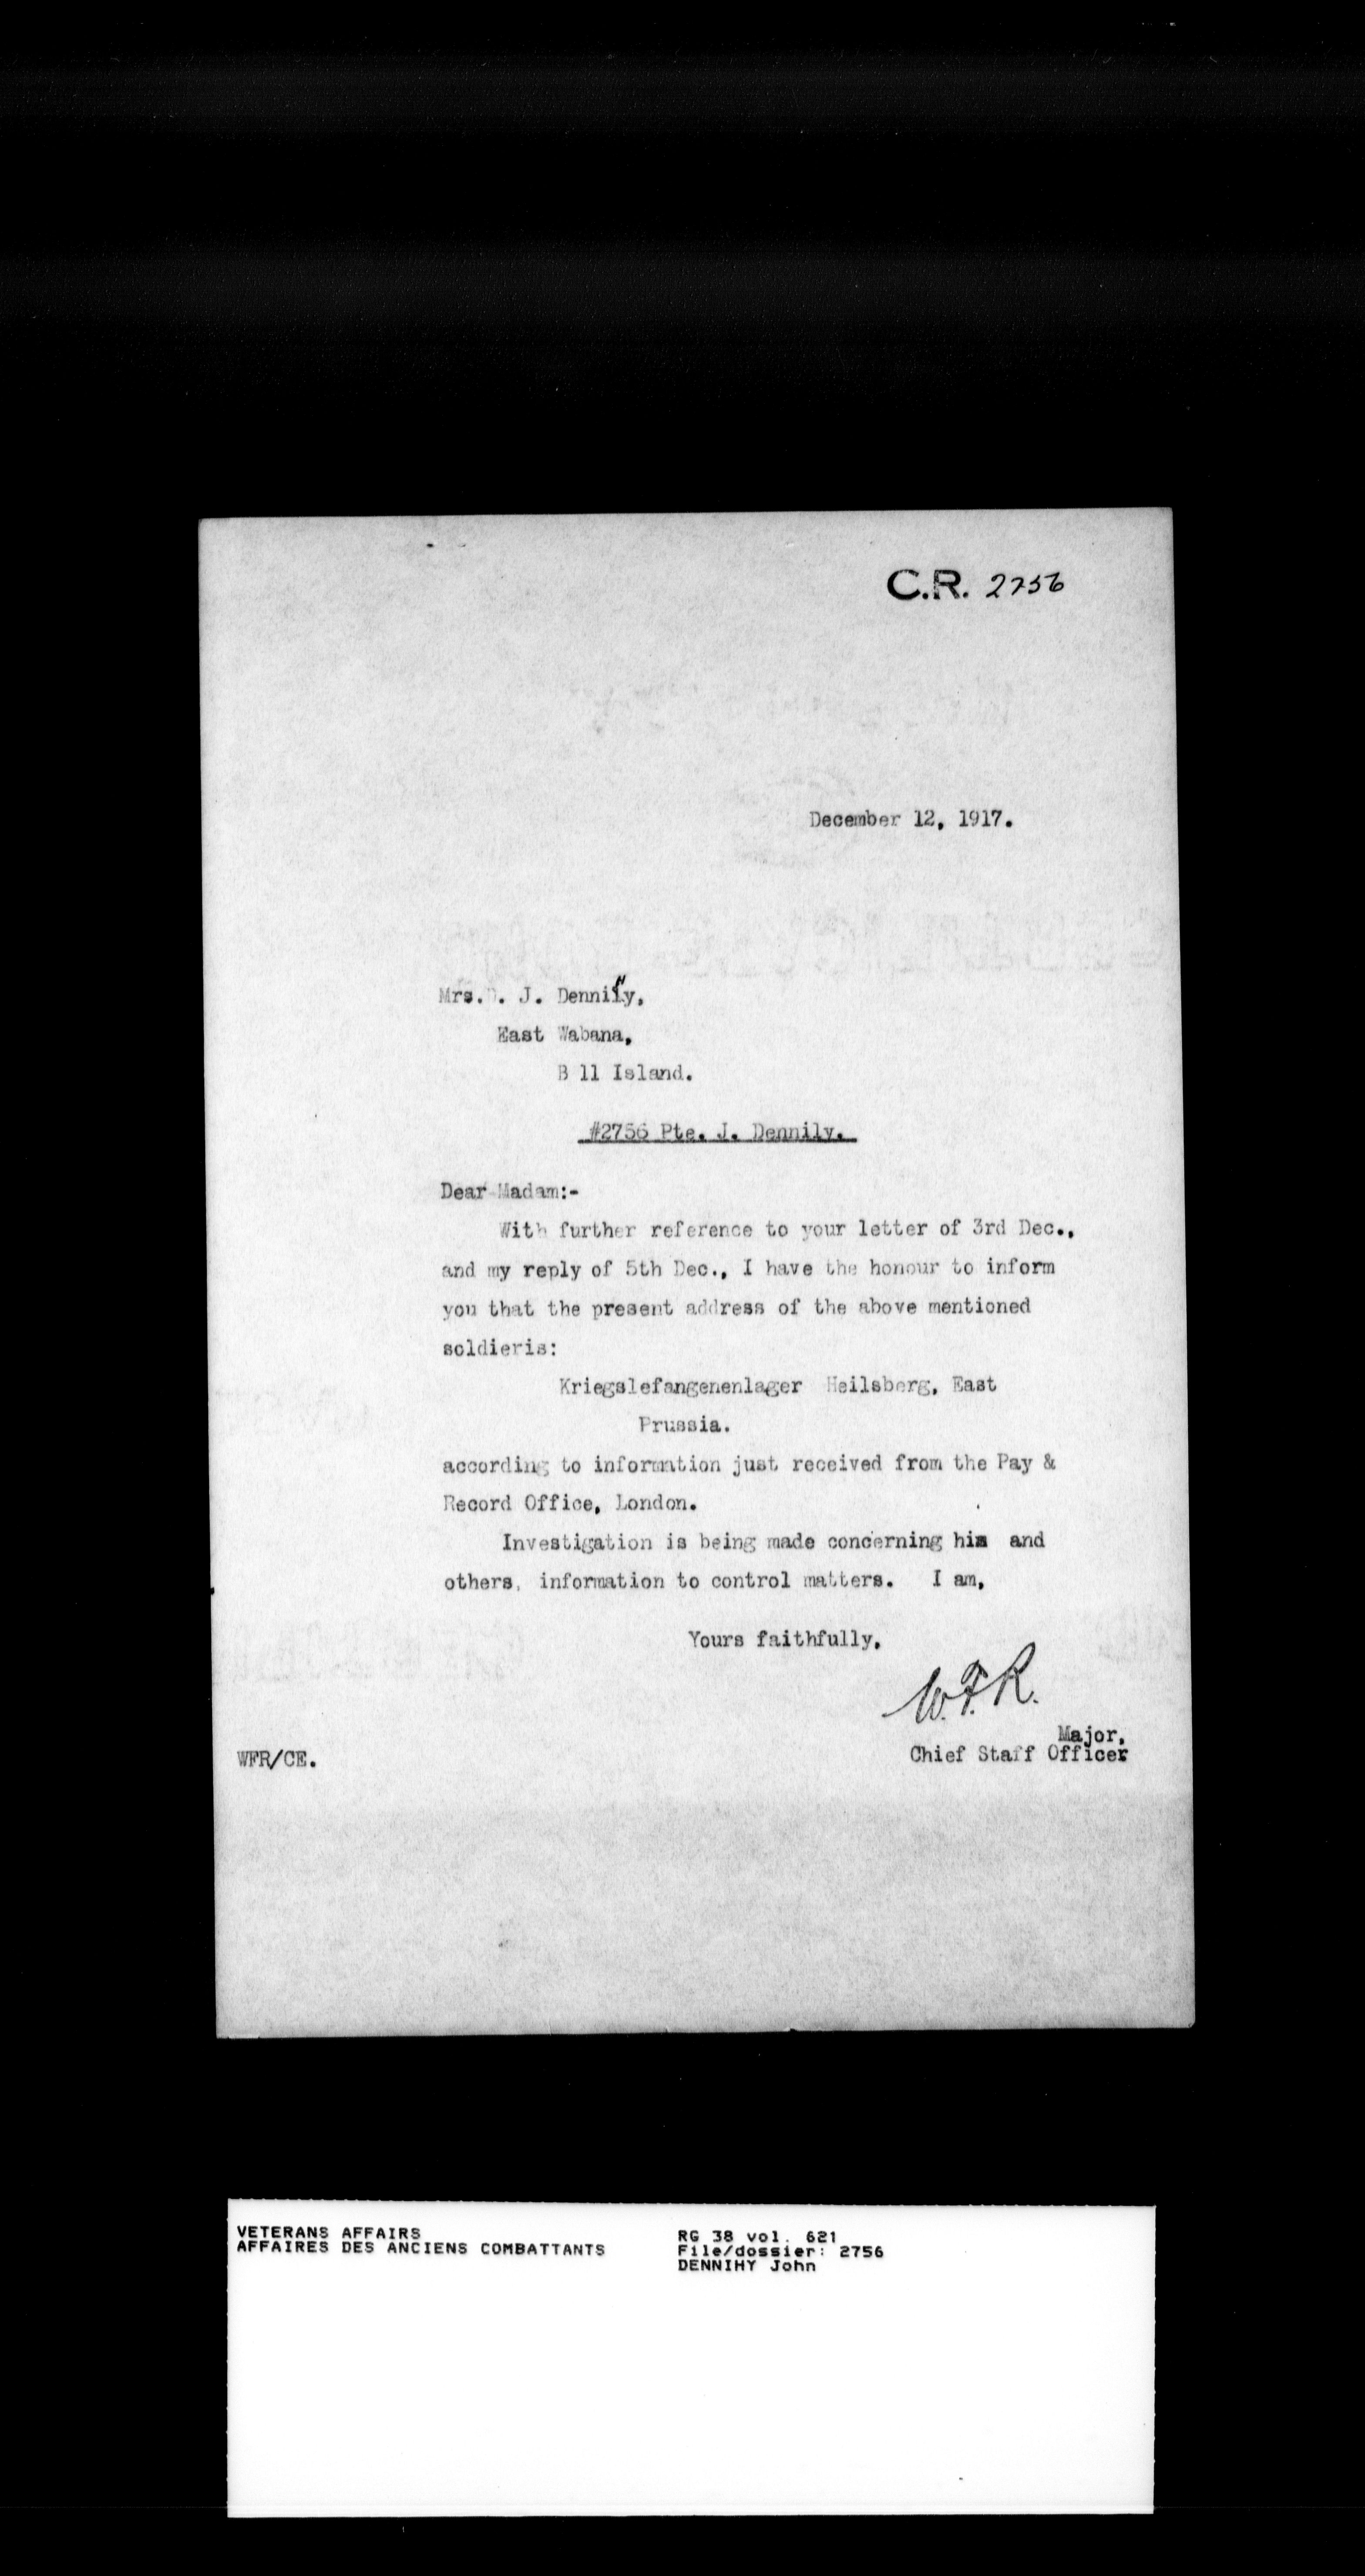 C.R. 2756
December 12, 1917.
Mrs. . J. Dennihy,
East Wabana,
B ll Island.
#2756 Pte. J. Dennily.
Dear Madam:-
With further reference to your letter of 3rd Dec.,
and my reply of 5th Dec., I have the honour to inform
you that the present address of the above mentioned
soldieris:
Kriegslefangenenlager Heilsberg, East
Prussia.
according to information just received from the Pay &
Record Office, London.
Investigation is being made concerning him and
others, information to control matters. I am,
Yours faithfully,
W.F.R.
Major,
Chief Staff Officer
WFR/CE.
VETERANS AFFAIRS
AFFAIRES DES ANCIENS COMBATTANTS
RG 38 vol. 621
File/dossier: 2756
DENNIHY John